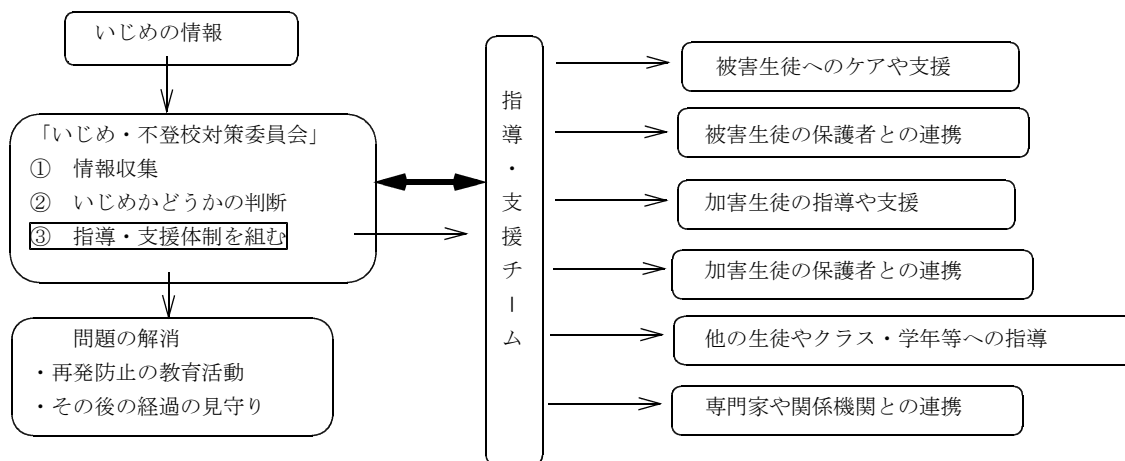 いじめの情報
「いじめ・不登校対策委員会」
① 情報収集
② いじめかどうかの判断
③ 指導・支援体制を組む
問題の解消
・再発防止の教育活動
・その後の経過の見守り
指導・支援チーム
被害生徒へのケアや支援
被害生徒の保護者との連携
加害生徒の指導や支援
加害生徒の保護者との連携
他の生徒やクラス・学年等への指導
専門家や関係機関との連携